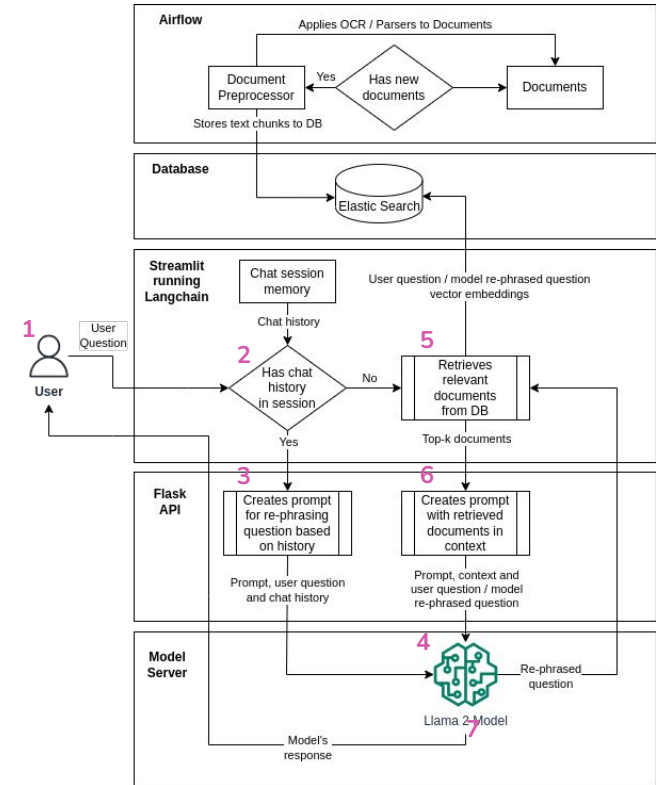 Airflow
Applies OCR / Parsers to Documents
Document
Preprocessor
Yes
Has new
documents
Documents
Stores text chunks to DB
Database
Elastic Search
Streamlit
running
Langchain
Chat session
memory
User question / model re-phrased question
vector embeddings
Chat history
1
User
Question
User
2
Has chat
history
in session
No
5
Retrieves
relevant
documents
from DB
Yes
Top-k documents
Flask
API
3
Creates prompt
for re-phrasing
question based
on history
6
Creates prompt
with retrieved
documents in
context
Prompt, user question
and chat history
Prompt, context and
user question / model
re-phrased question
Model
Server
4
Re-phrased
question
Llama 2 Model
7
Model's
response